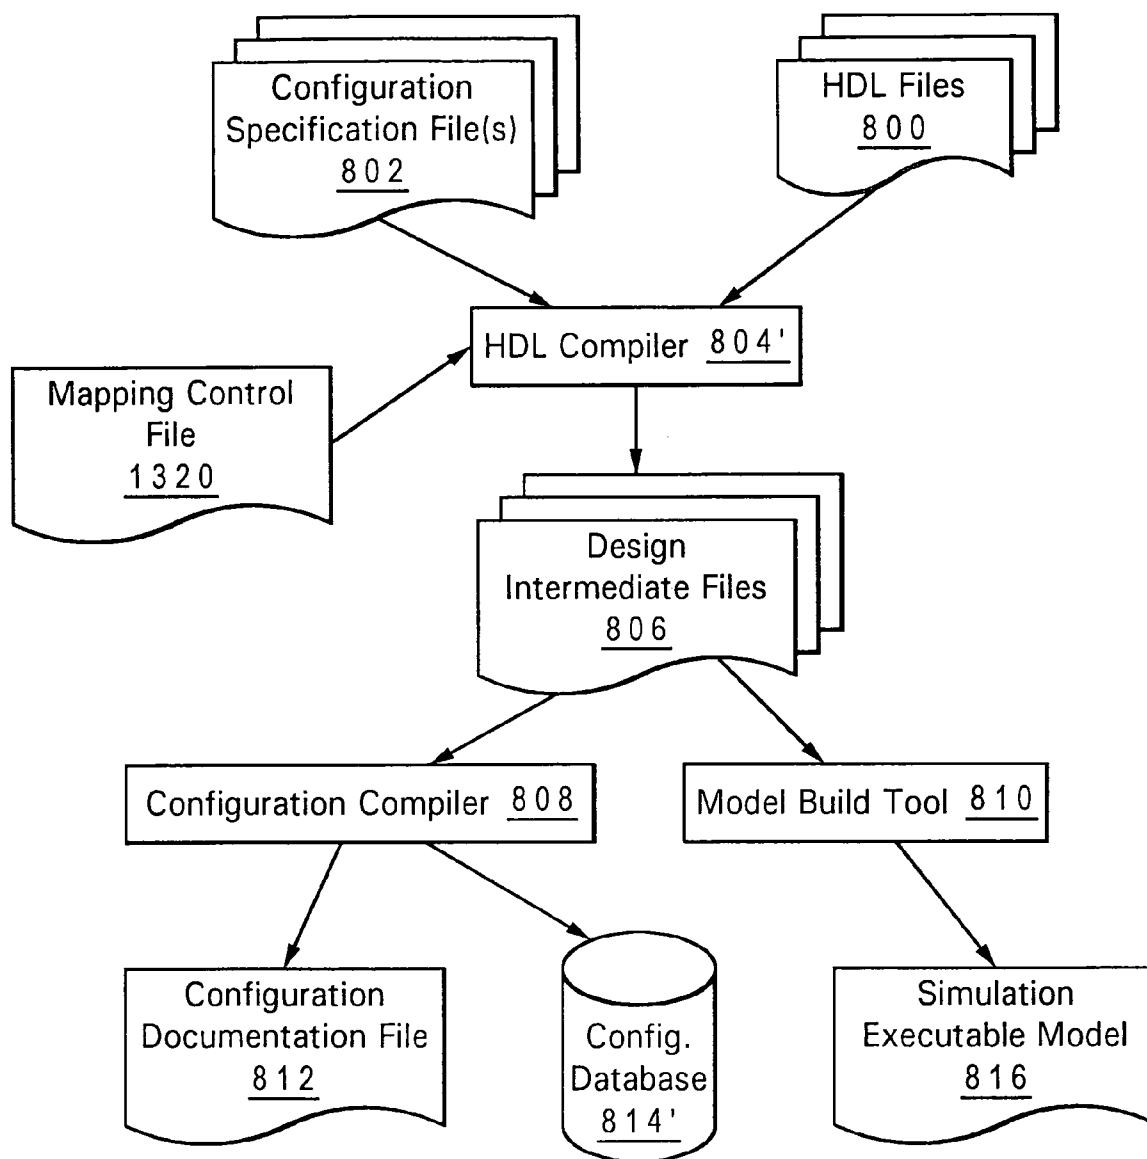 Configuration
Specification File(s)
802
HDL Files
800
HDL Compiler 804'
Mapping Control
File
1320
Design
Intermediate Files
806
Configuration Compiler 808
Model Build Tool 810
Configuration
Documentation File
812
Config.
Database
814'
Simulation
Executable Model
816